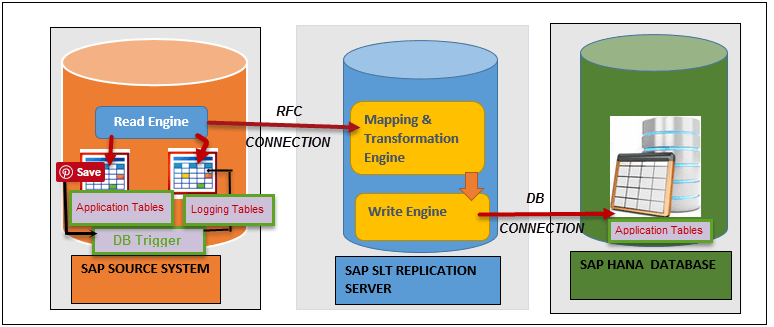 Read Engine
Save
Application Tables
Logging Tables
DB Trigger
SAP SOURCE SYSTEM
RFC
CONNECTION
Mapping &
Transformation
Engine
Write Engine
SAP SLT REPLICATION
SERVER
DB
CONNECTION
Application Tables
SAP HANA DATABASE